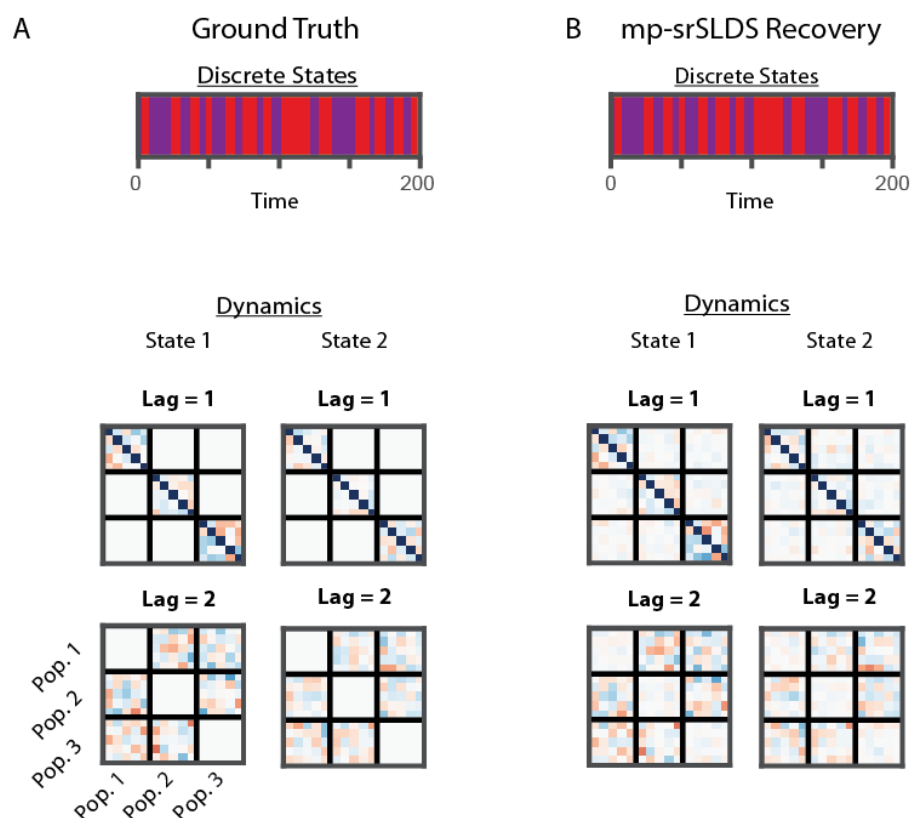 A
Ground Truth
Discrete States
0
200
Time
Dynamics
State 1
State 2
Lag = 1
Lag = 1
Lag = 2
Lag = 2
Pop. 1
Pop. 2
Pop. 3
Pop. 1
Pop. 2
Pop. 3
B
mp-srSLDS Recovery
Discrete States
0
200
Time
Dynamics
State 1
State 2
Lag = 1
Lag = 1
Lag = 2
Lag = 2